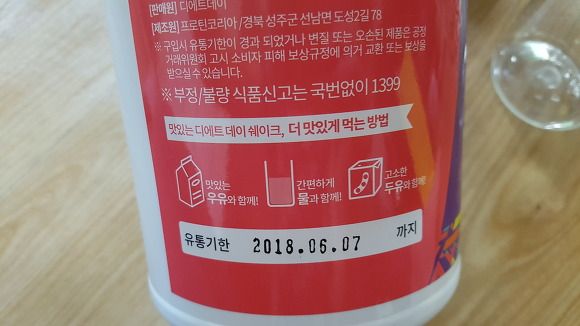 [판매원] 디에트데이
[제조원] 프로틴코리아 /경북 성주군 선남면 도성2길 78
※ 구입시 유통기한이 경과 되었거나 변질 또는 오손된 제품은 공정
거래위원회 고시 소비자 피해 보상규정에 의거 교환 또는 보상을
받으실 수 있습니다.
※ 부정/불량 식품신고는 국번없이 1399
맛있는 디에트 데이 쉐이크, 더 맛있게 먹는 방법
맛있는
우유와 함께!
간편하게
물과 함께!
고소한
두유와 함께!
유통기한 2018.06.07 까지